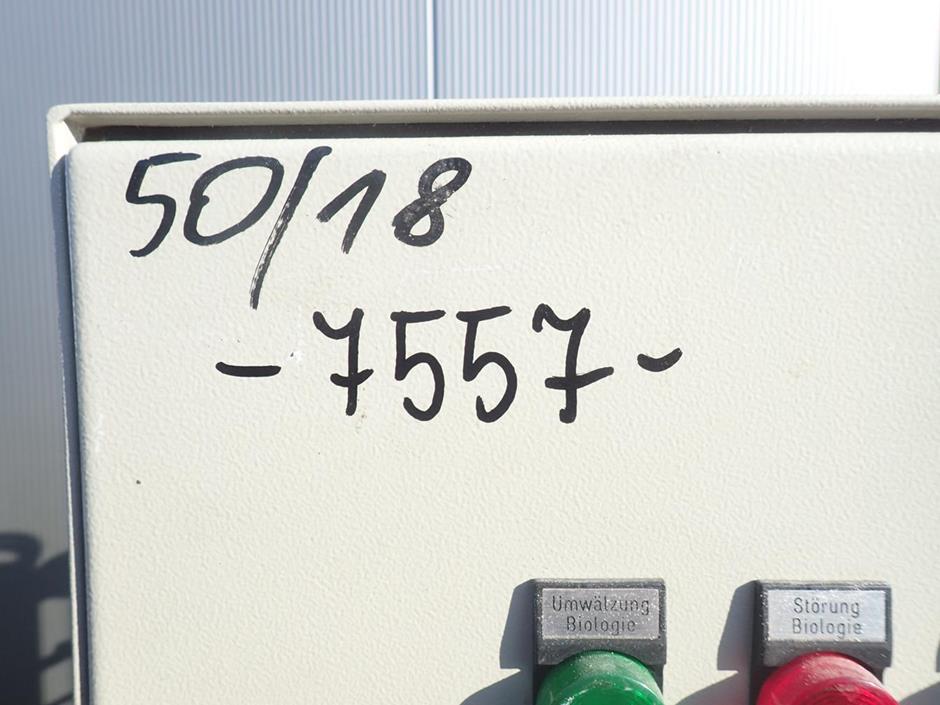 50/18
-7557-
Umwälzung
Biologie
Störung
Biologie